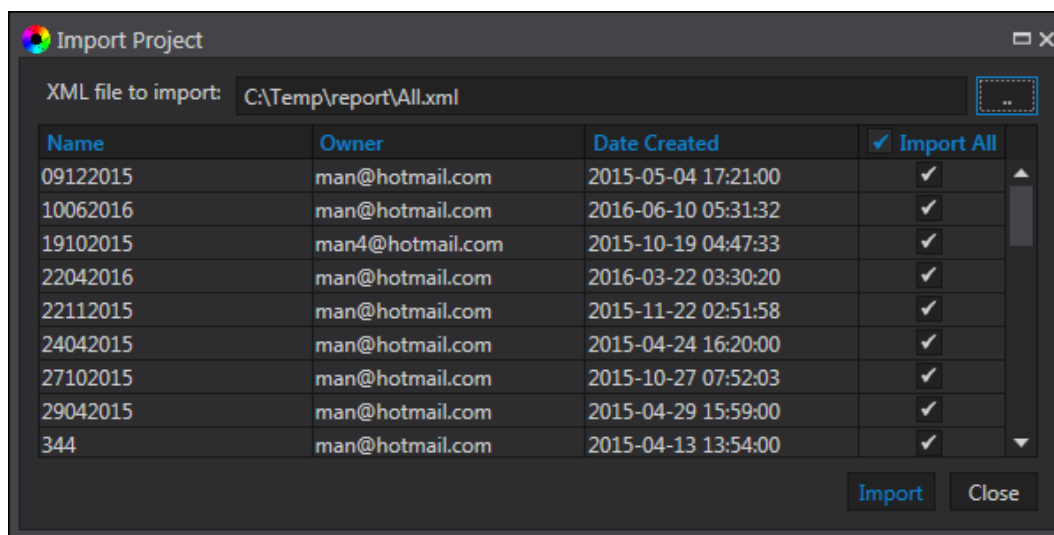 Import Project
XML file to import: C:\Temp\report\All.xml ..
Name Owner Date Created Import All
09122015 man@hotmail.com 2015-05-04 17:21:00
10062016 man@hotmail.com 2016-06-10 05:31:32
19102015 man4@hotmail.com 2015-10-19 04:47:33
22042016 man@hotmail.com 2016-03-22 03:30:20
22112015 man@hotmail.com 2015-11-22 02:51:58
24042015 man@hotmail.com 2015-04-24 16:20:00
27102015 man@hotmail.com 2015-10-27 07:52:03
29042015 man@hotmail.com 2015-04-29 15:59:00
344 man@hotmail.com 2015-04-13 13:54:00
Import Close